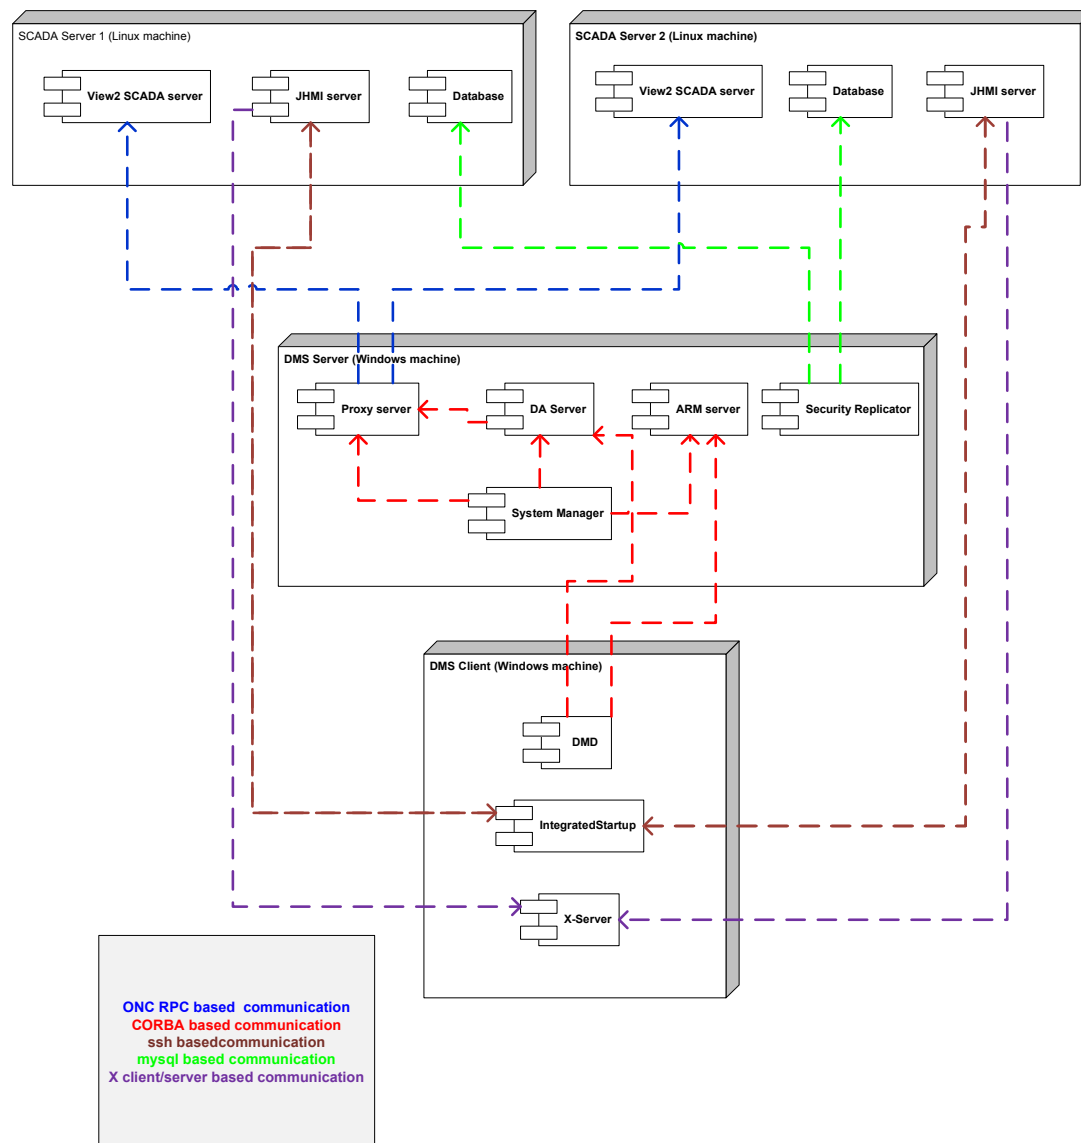 SCADA Server 1 (Linux machine)
View2 SCADA server
JHMI server
Database
SCADA Server 2 (Linux machine)
View2 SCADA server
Database
JHMI server
DMS Server (Windows machine)
Proxy server
DA Server
ARM server
Security Replicator
System Manager
DMS Client (Windows machine)
DMD
IntegratedStartup
X-Server
ONC RPC based  communication
CORBA based communication
ssh basedcommunication
mysql based communication
X client/server based communication